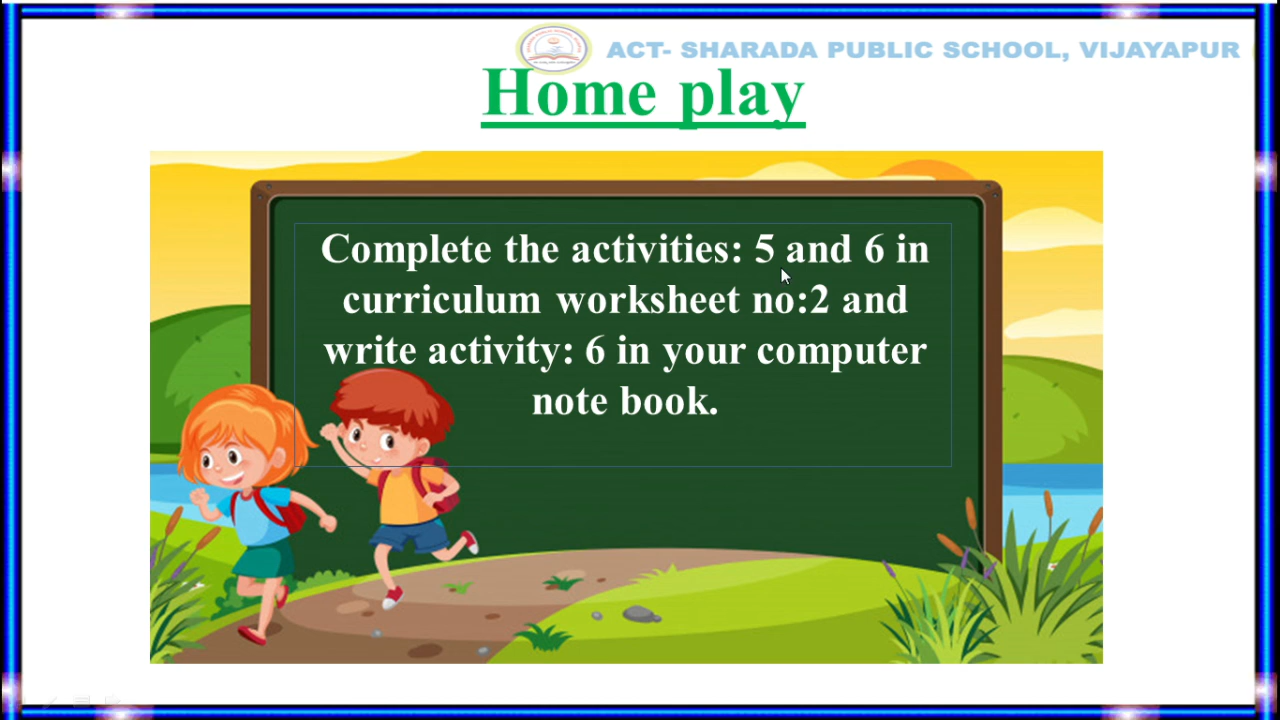 ACT- SHARADA PUBLIC SCHOOL, VIJAYAPUR
Home play
Complete the activities: 5 and 6 in
curriculum worksheet no:2 and
write activity: 6 in your computer
note book.